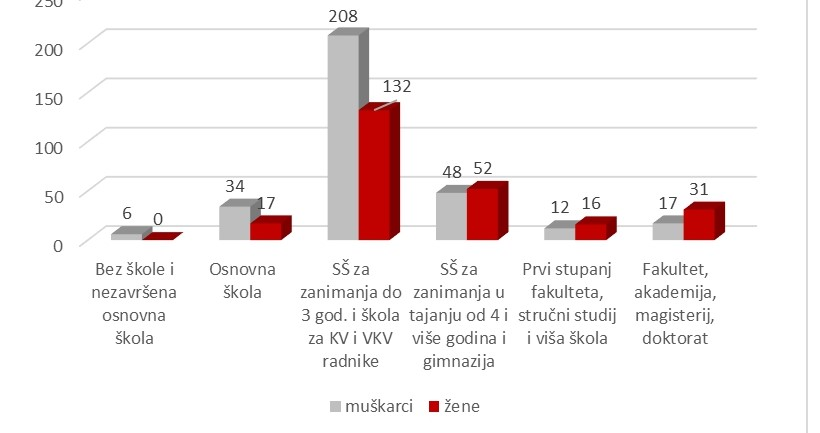 250
200
150
100
50
0
208
132
34
17
48
52
6
0
12
16
17
31
Bez škole i
nezavršena
osnovna
škola
Osnovna
škola
SŠ za
zanimanja do
3 god. i škola
za KV i VKV
radnike
SŠ za
zanimanja u
tajanju od 4 i
više godina i
gimnazija
Prvi stupanj
fakulteta,
stručni studij
i viša škola
Fakultet,
akademija,
magisterij,
doktorat
muškarci
žene